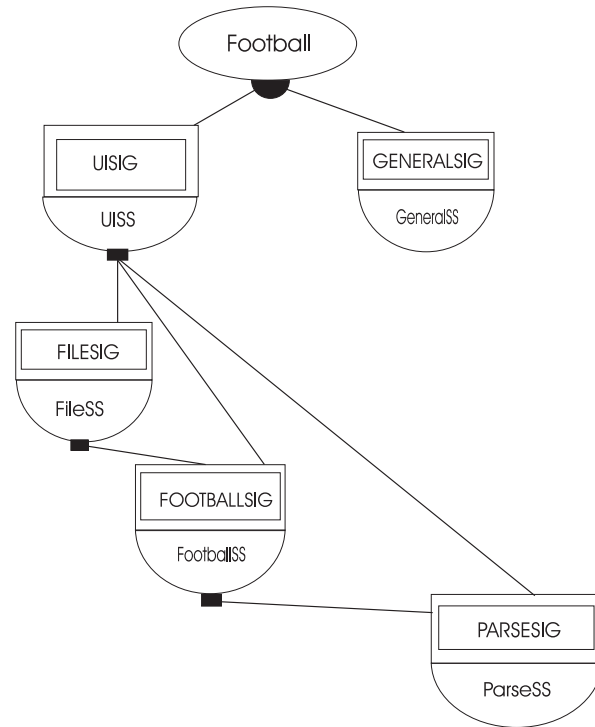 Football
UISIG
UISS
GENERALSIG
GeneralSS
FILESIG
FileSS
FOOTBALLSIG
FootballSS
PARSESIG
ParseSS